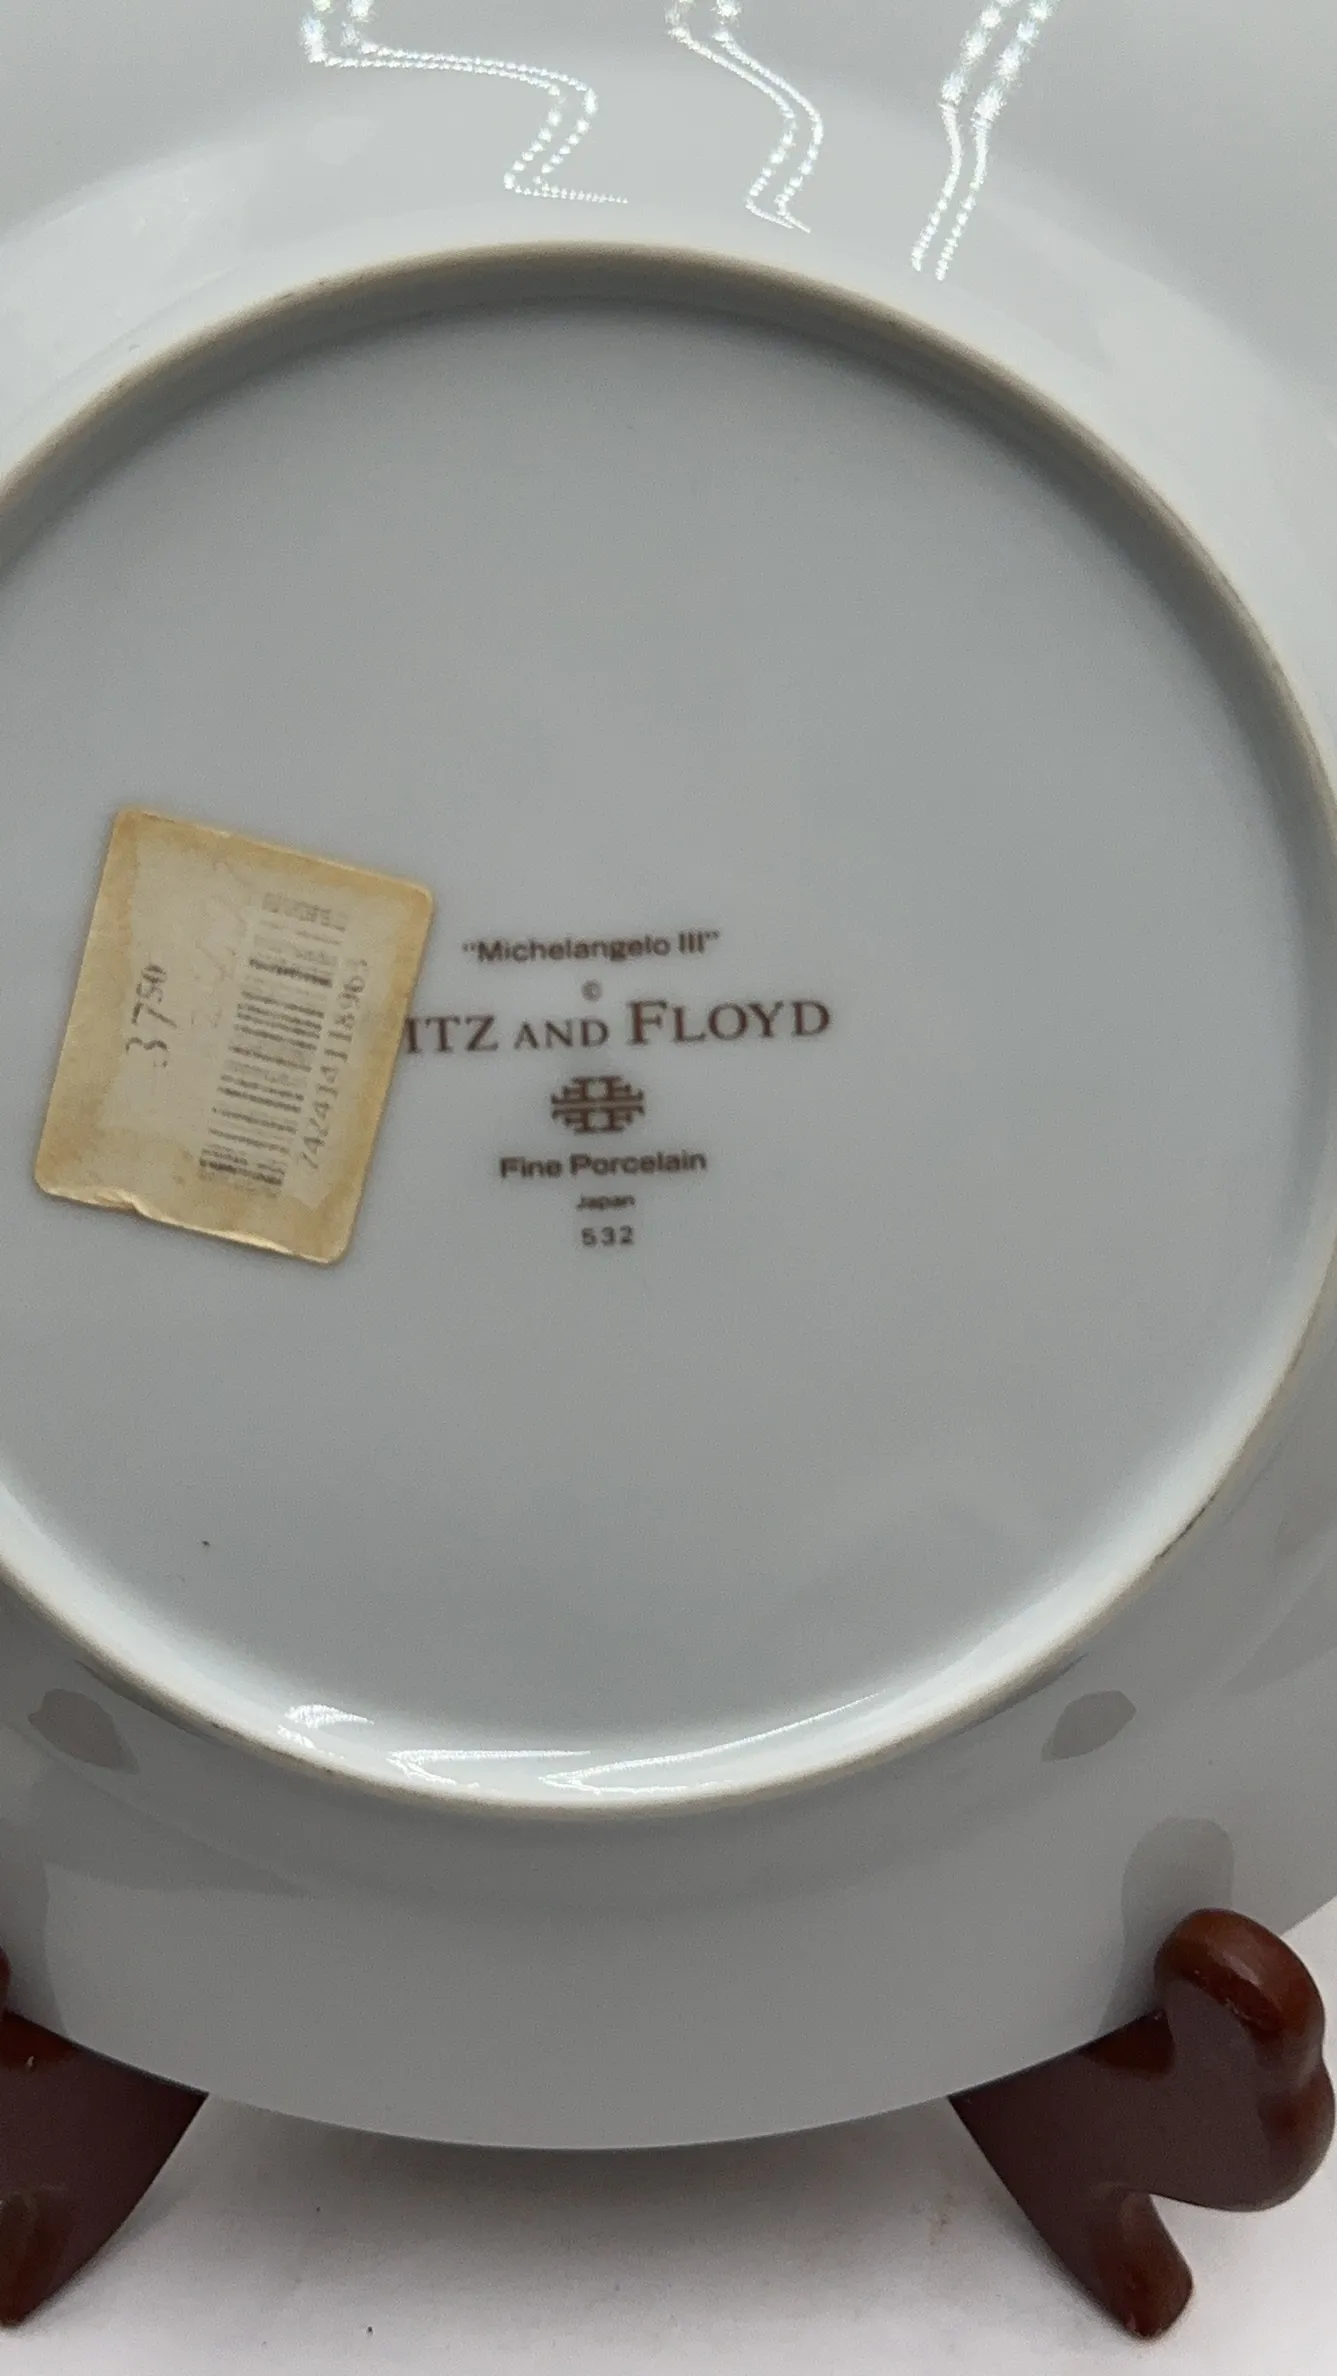 "Michelangelo III"
©
ITZ AND FLOYD
Fine Porcelain
Japan
532
3750